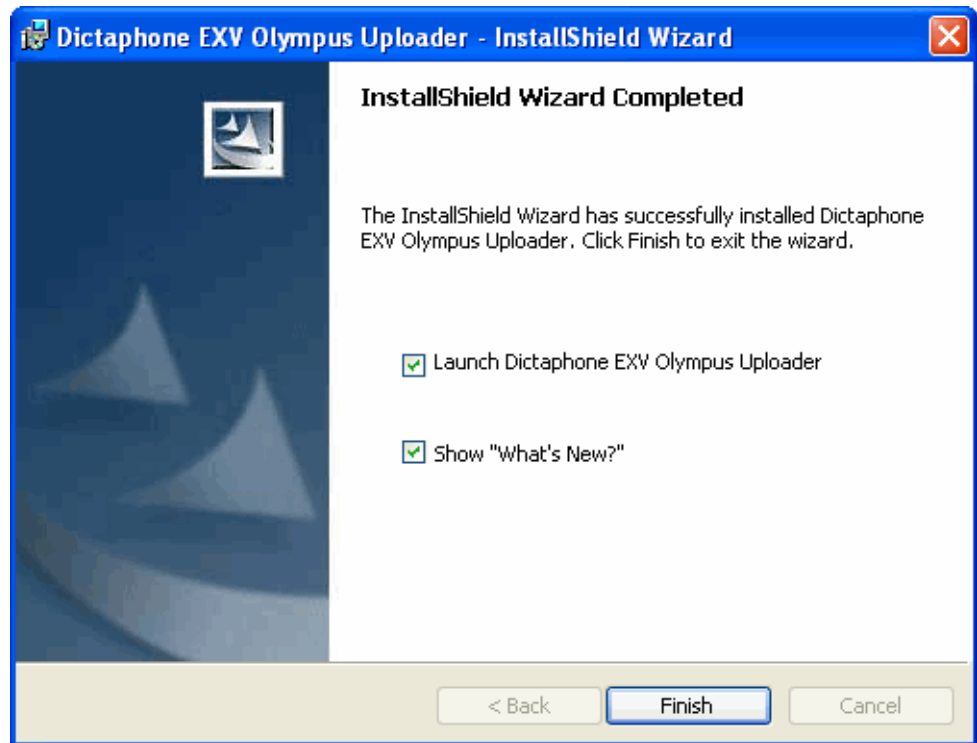 Dictaphone EXV Olympus Uploader - InstallShield Wizard
InstallShield Wizard Completed
The InstallShield Wizard has successfully installed Dictaphone
EXV Olympus Uploader. Click Finish to exit the wizard.
Launch Dictaphone EXV Olympus Uploader
Show "What's New?"
< Back
Finish
Cancel